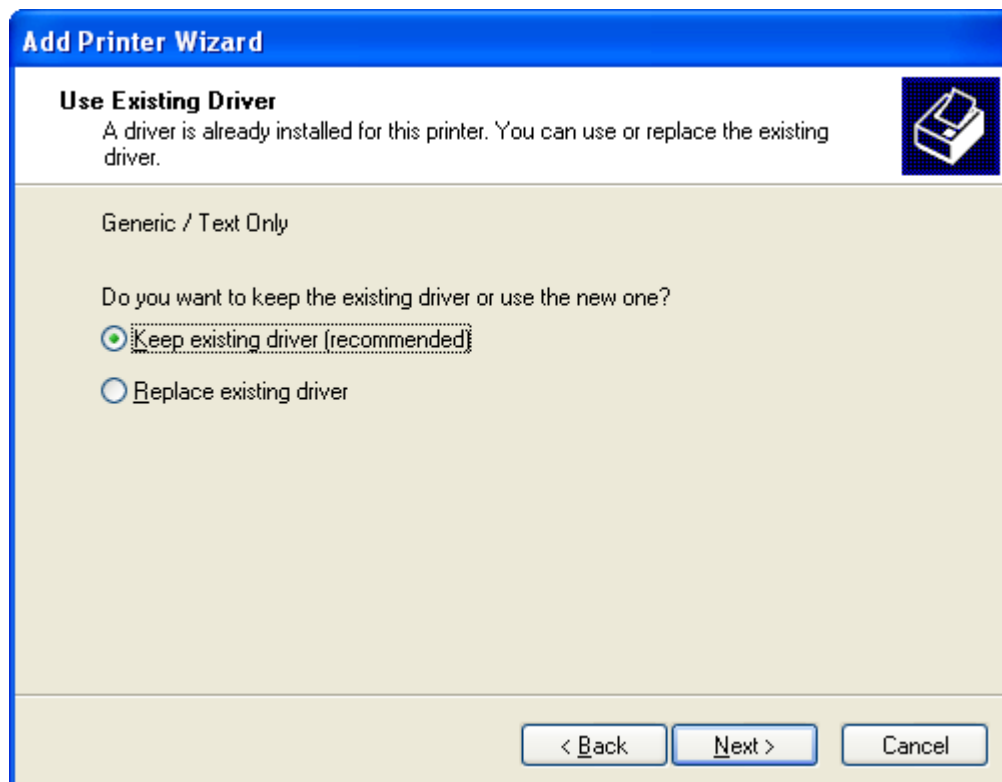 Add Printer Wizard
Use Existing Driver
A driver is already installed for this printer. You can use or replace the existing
driver.
Generic / Text Only
Do you want to keep the existing driver or use the new one?
Keep existing driver (recommended)
Replace existing driver
< Back
Next >
Cancel